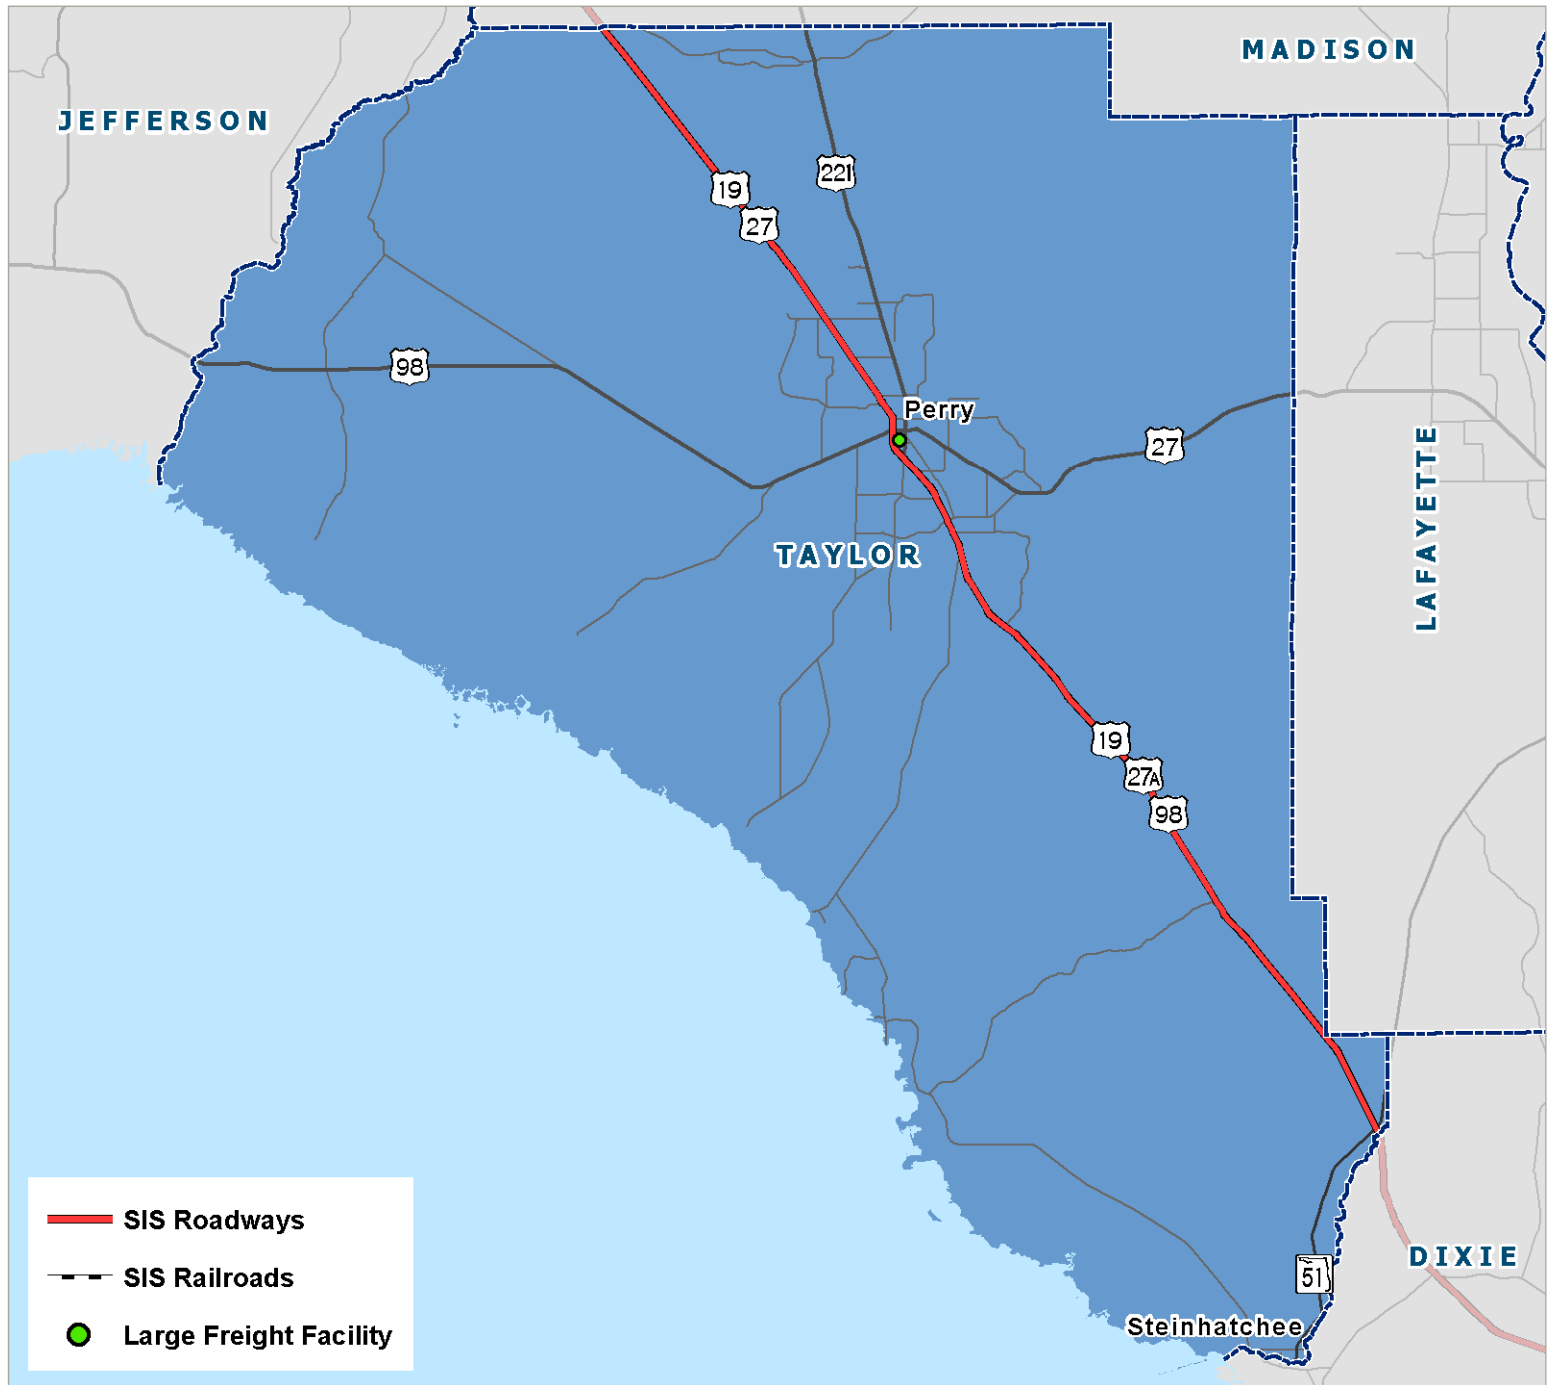 MADISON
JEFFERSON
221
19
27
98
Perry
27
LAFAYETTE
TAYLOR
19
27A
98
SIS Roadways
DIXIE
SIS Railroads
51
Steinhatchee
Large Freight Facility